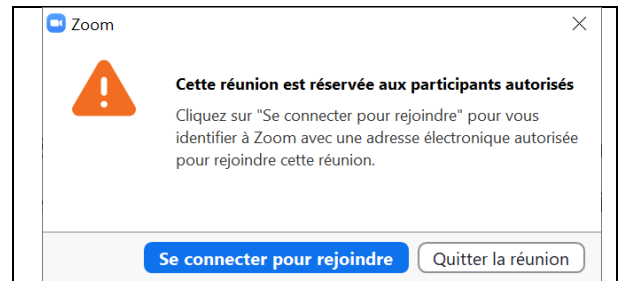 Zoom
Cette réunion est réservée aux participants autorisés
Cliquez sur "Se connecter pour rejoindre" pour vous
identifier à Zoom avec une adresse électronique autorisée
pour rejoindre cette réunion.
Se connecter pour rejoindre Quitter la réunion